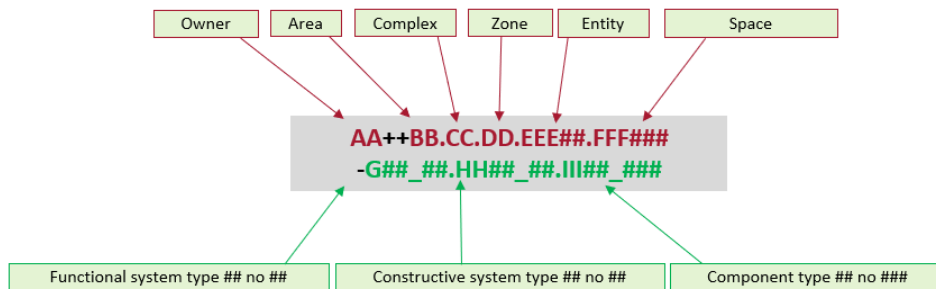 Owner Area Complex Zone Entity Space
AA++BB.CC.DD.EEE##.FFF###
-G##_##.HH##_##.III##_###
Functional system type ## no ## Constructive system type ## no ## Component type ## no ###